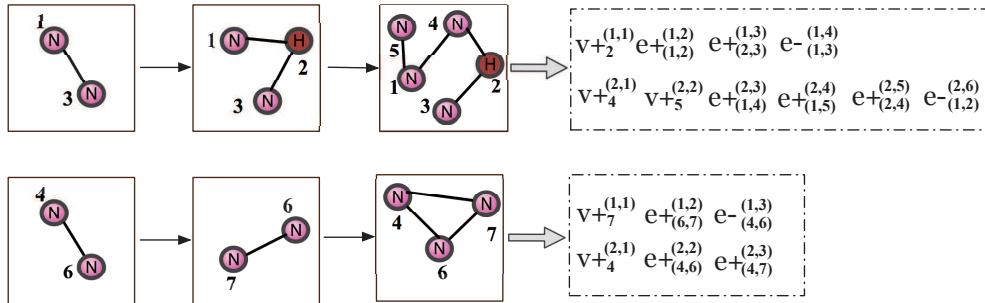 1 N N 3
1 N H 2 3 N
N 5 4 N 1 N H 2 3 N
v+_2^(1,1) e+_(1,2)^(1,2) e+_(2,3)^(1,3) e-_(1,3)^(1,4)
v+_4^(2,1) v+_5^(2,2) e+_(1,4)^(2,3) e+_(1,5)^(2,4) e+_(2,4)^(2,5) e-_(1,2)^(2,6)
4 N 6 N
6 N N 7
N 4 N 7 N 6
v+_7^(1,1) e+_(6,7)^(1,2) e-_(4,6)^(1,3)
v+_4^(2,1) e+_(4,6)^(2,2) e+_(4,7)^(2,3)